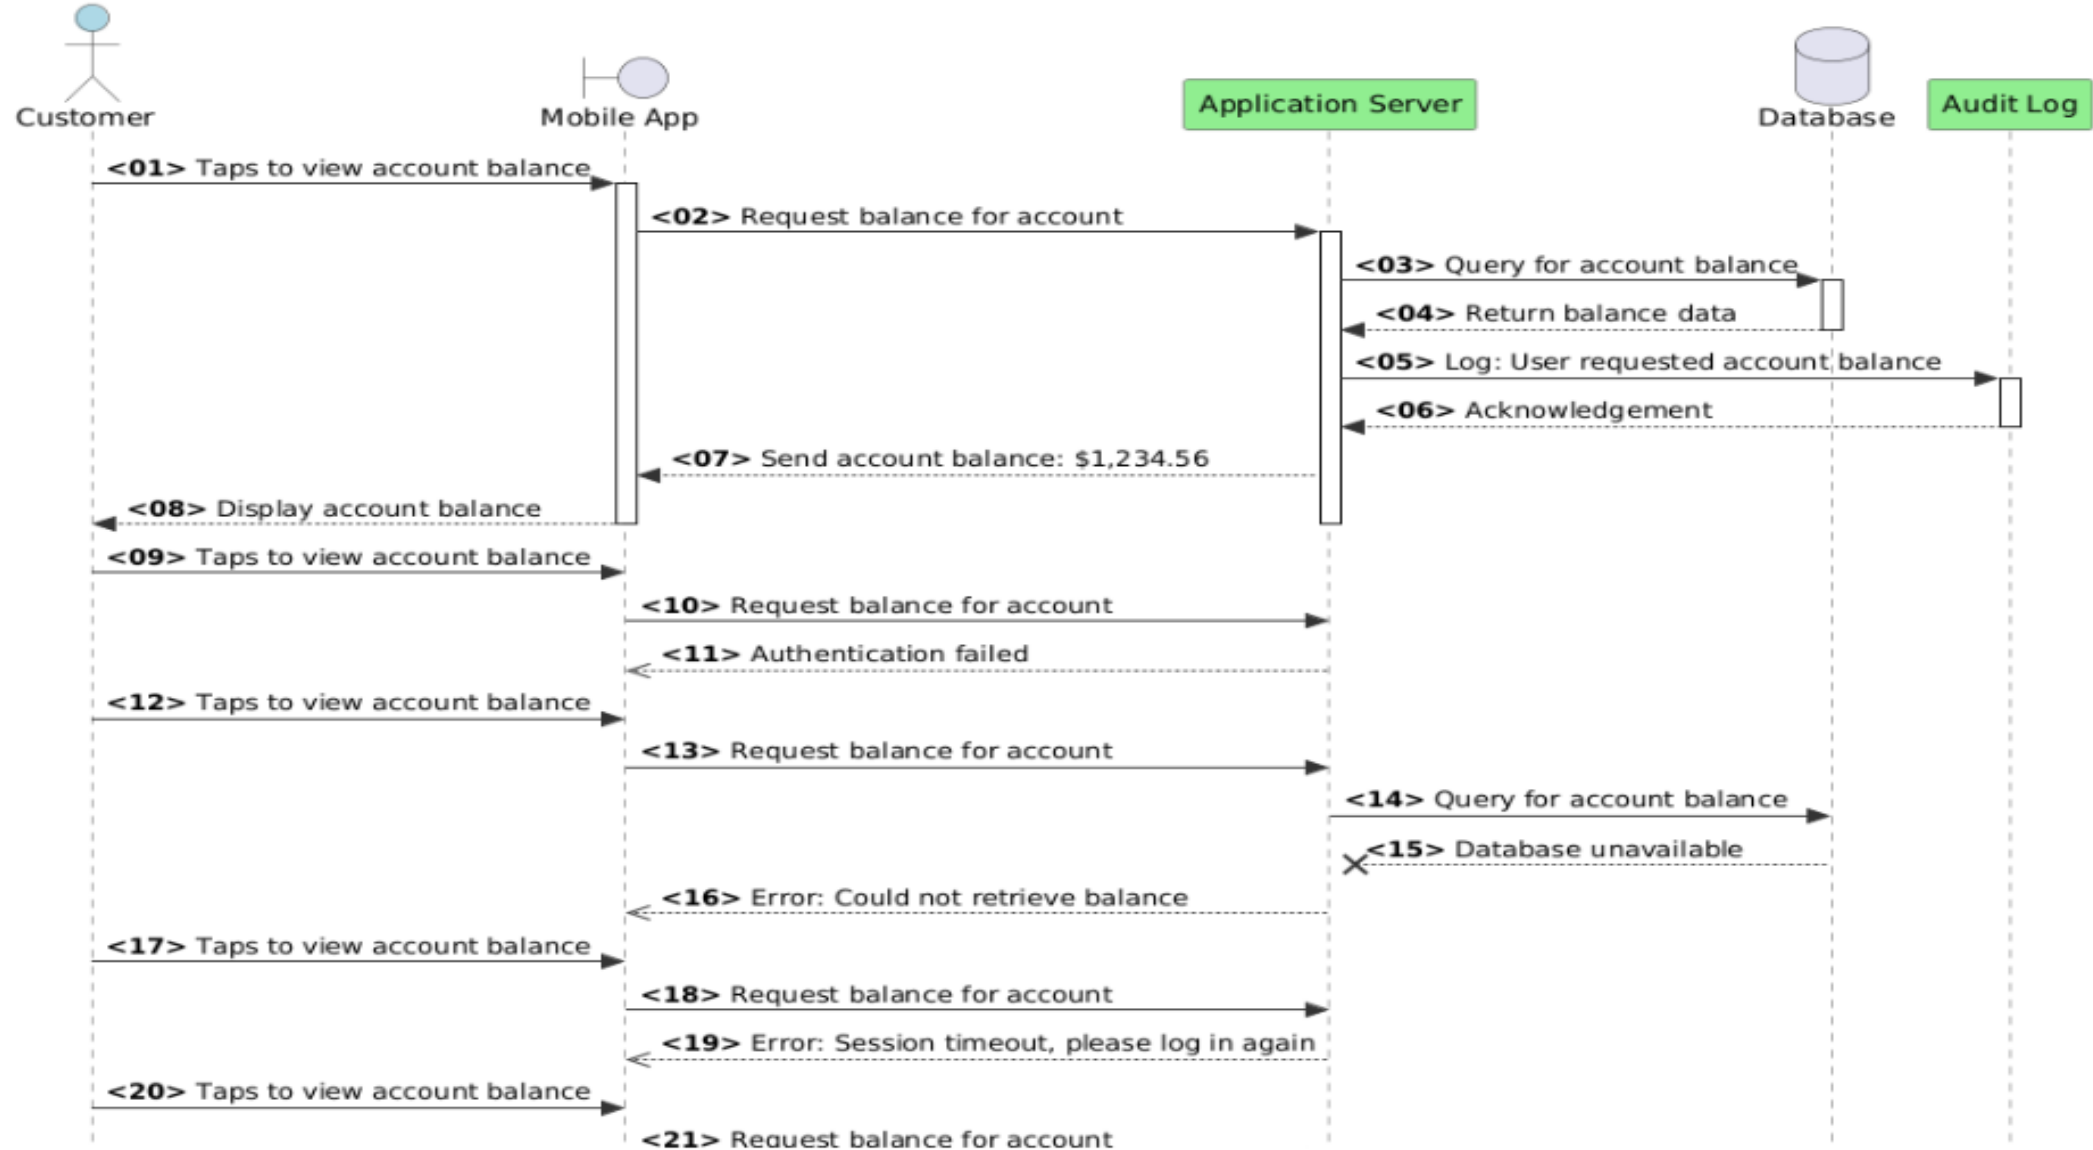 Customer
Mobile App
Application Server
Database
Audit Log
<01> Taps to view account balance
<02> Request balance for account
<03> Query for account balance
<04> Return balance data
<05> Log: User requested account balance
<06> Acknowledgement
<07> Send account balance: $1,234.56
<08> Display account balance
<09> Taps to view account balance
<10> Request balance for account
<11> Authentication failed
<12> Taps to view account balance
<13> Request balance for account
<14> Query for account balance
<15> Database unavailable
<16> Error: Could not retrieve balance
<17> Taps to view account balance
<18> Request balance for account
<19> Error: Session timeout, please log in again
<20> Taps to view account balance
<21> Request balance for account